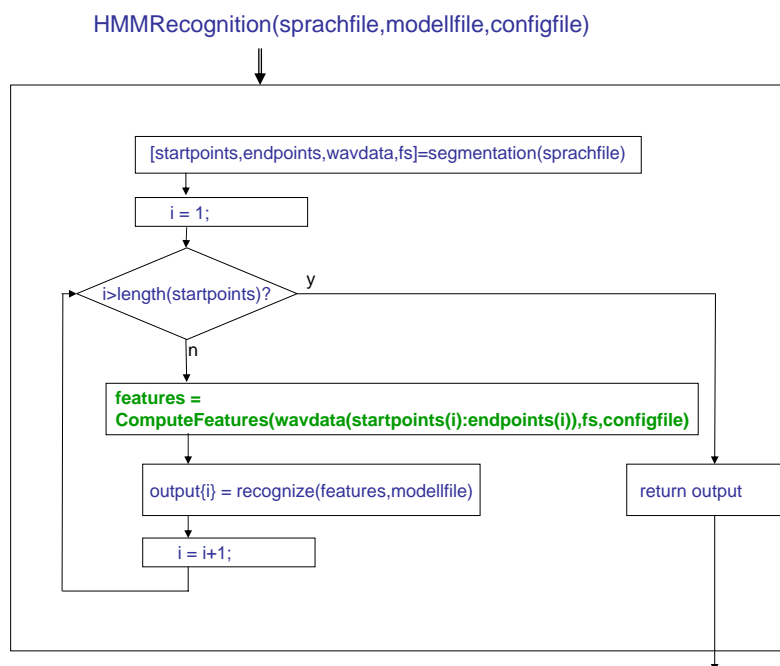 HMMRecognition(sprachfile,modellfile,configfile)
[startpoints,endpoints,wavdata,fs]=segmentation(sprachfile)
i = 1;
i>length(startpoints)?
y
n
features =
ComputeFeatures(wavdata(startpoints(i):endpoints(i)),fs,configfile)
output{i} = recognize(features,modellfile)
return output
i = i+1;